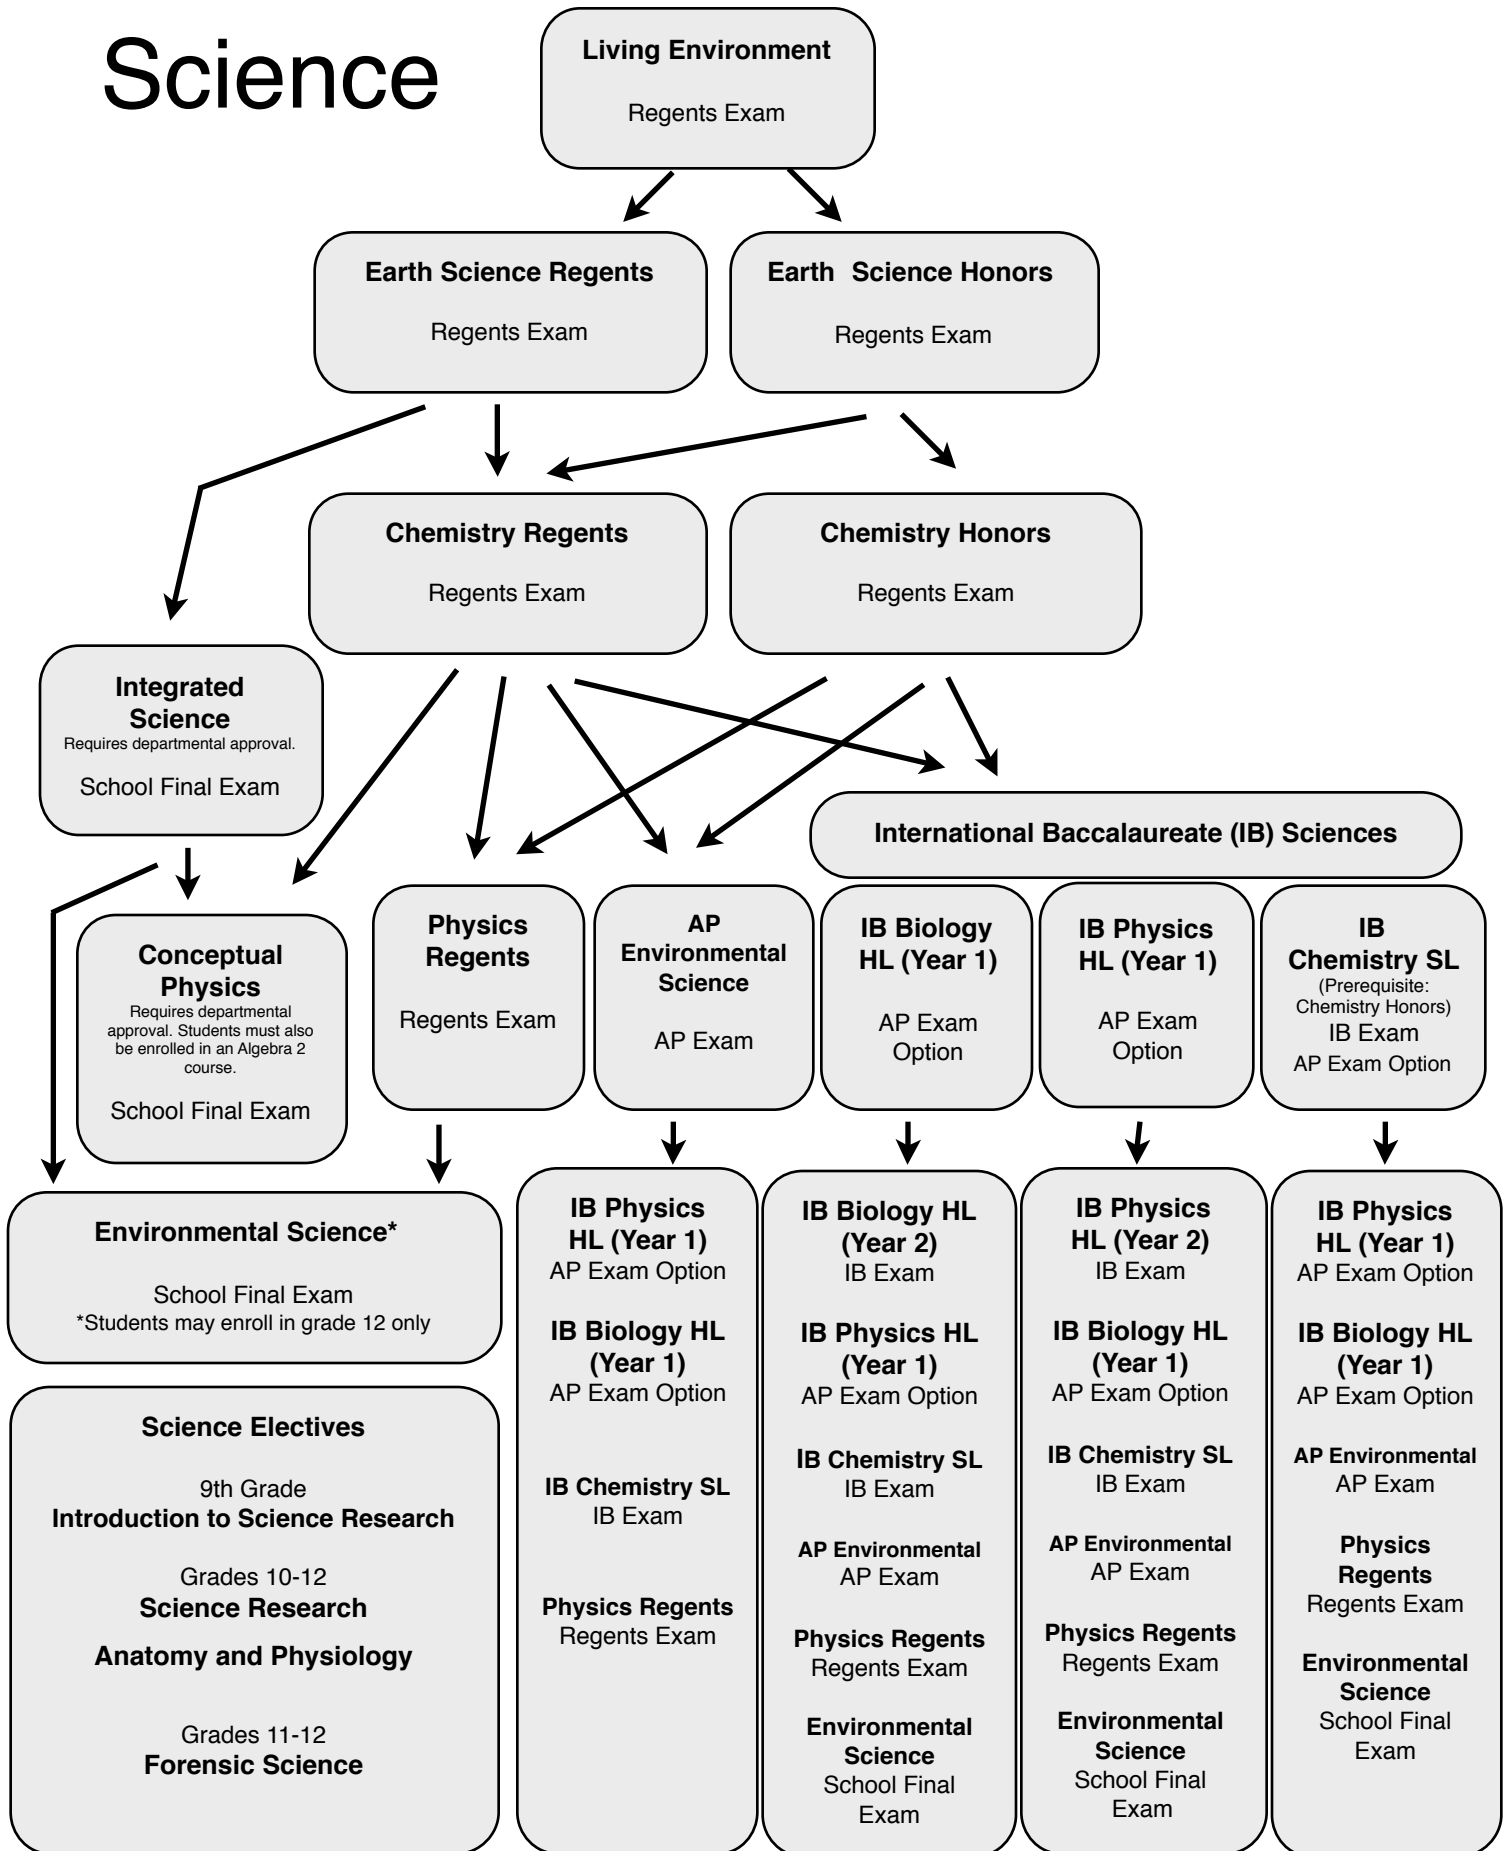 Science
Living Environment
Regents Exam
Earth Science Regents
Regents Exam
Earth  Science Honors
Regents Exam
Chemistry Regents
Regents Exam
Chemistry Honors
Regents Exam
Integrated
Science
Requires departmental approval.
School Final Exam
International Baccalaureate (IB) Sciences
Conceptual
Physics
Requires departmental
approval. Students must also
be enrolled in an Algebra 2
course.
School Final Exam
Physics
Regents
Regents Exam
AP
Environmental
Science
AP Exam
IB Biology
HL (Year 1)
AP Exam
Option
IB Physics
HL (Year 1)
AP Exam
Option
IB
Chemistry SL
(Prerequisite:
Chemistry Honors)
IB Exam
AP Exam Option
Environmental Science*
School Final Exam
*Students may enroll in grade 12 only
Science Electives
9th Grade
Introduction to Science Research
Grades 10-12
Science Research
Anatomy and Physiology
Grades 11-12
Forensic Science
IB Physics
HL (Year 1)
AP Exam Option
IB Biology HL
(Year 1)
AP Exam Option
IB Chemistry SL
IB Exam
Physics Regents
Regents Exam
IB Biology HL
(Year 2)
IB Exam
IB Physics HL
(Year 1)
AP Exam Option
IB Chemistry SL
IB Exam
AP Environmental
AP Exam
Physics Regents
Regents Exam
Environmental
Science
School Final
Exam
IB Physics
HL (Year 2)
IB Exam
IB Biology HL
(Year 1)
AP Exam Option
IB Chemistry SL
IB Exam
AP Environmental
AP Exam
Physics Regents
Regents Exam
Environmental
Science
School Final
Exam
IB Physics
HL (Year 1)
AP Exam Option
IB Biology HL
(Year 1)
AP Exam Option
AP Environmental
AP Exam
Physics
Regents
Regents Exam
Environmental
Science
School Final
Exam